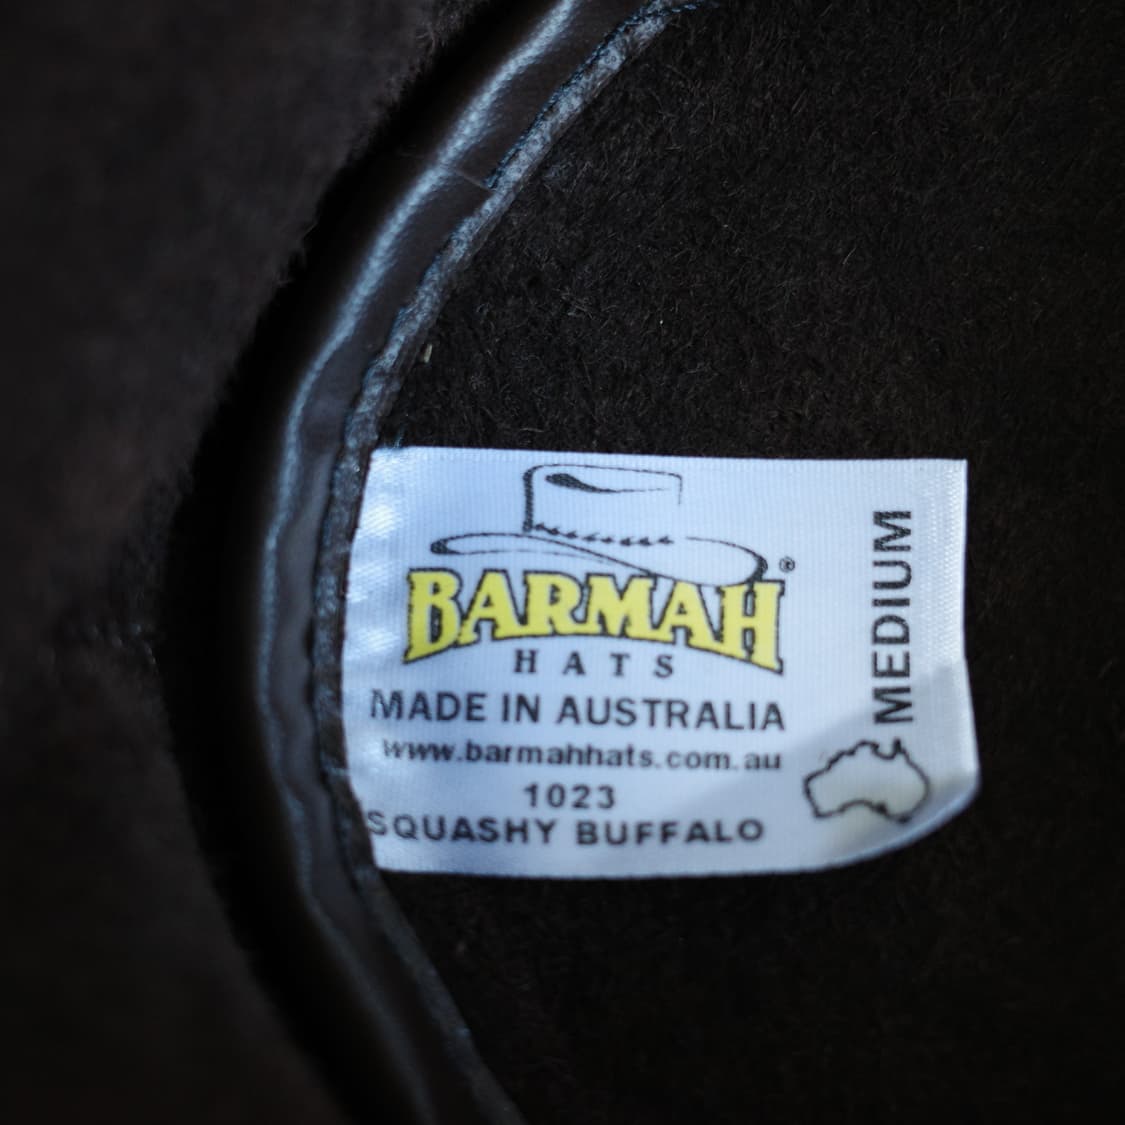 BARMAH®
HATS
MADE IN AUSTRALIA
www.barmahhats.com.au
1023
SQUASHY BUFFALO
MEDIUM